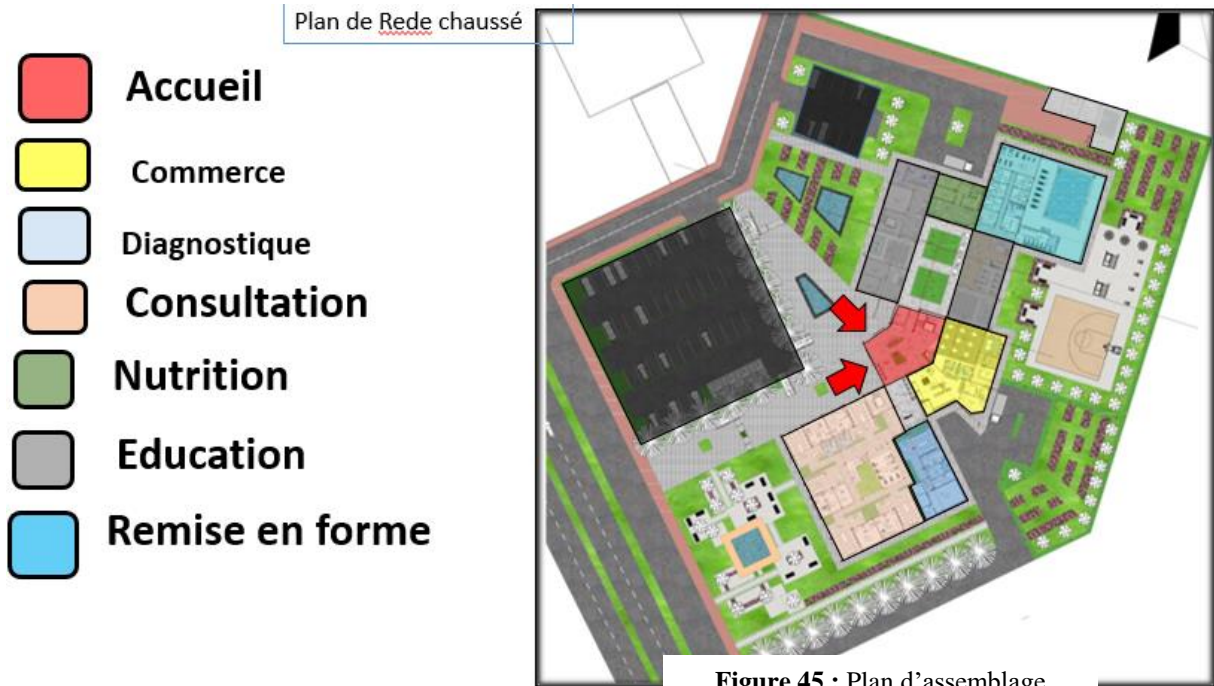 Plan de Rede chaussé
Accueil
Commerce
Diagnostique
Consultation
Nutrition
Education
Remise en forme
Figure 45 : Plan d'assemblage